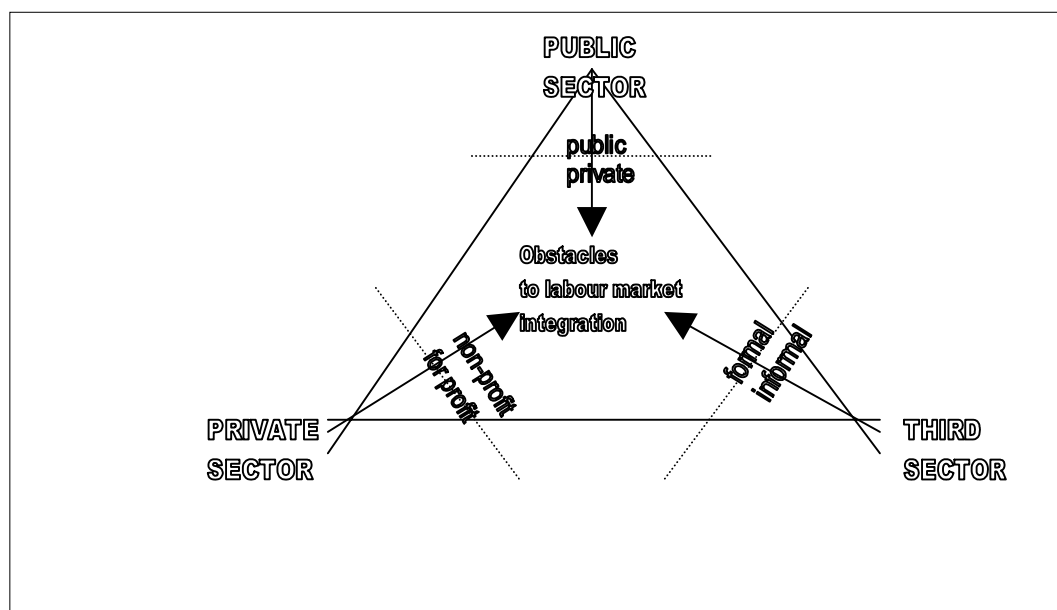 PUBLIC
SECTOR
public
private
Obstacles
to labour market
integration
non-profit
for profit
formal
informal
PRIVATE
SECTOR
THIRD
SECTOR